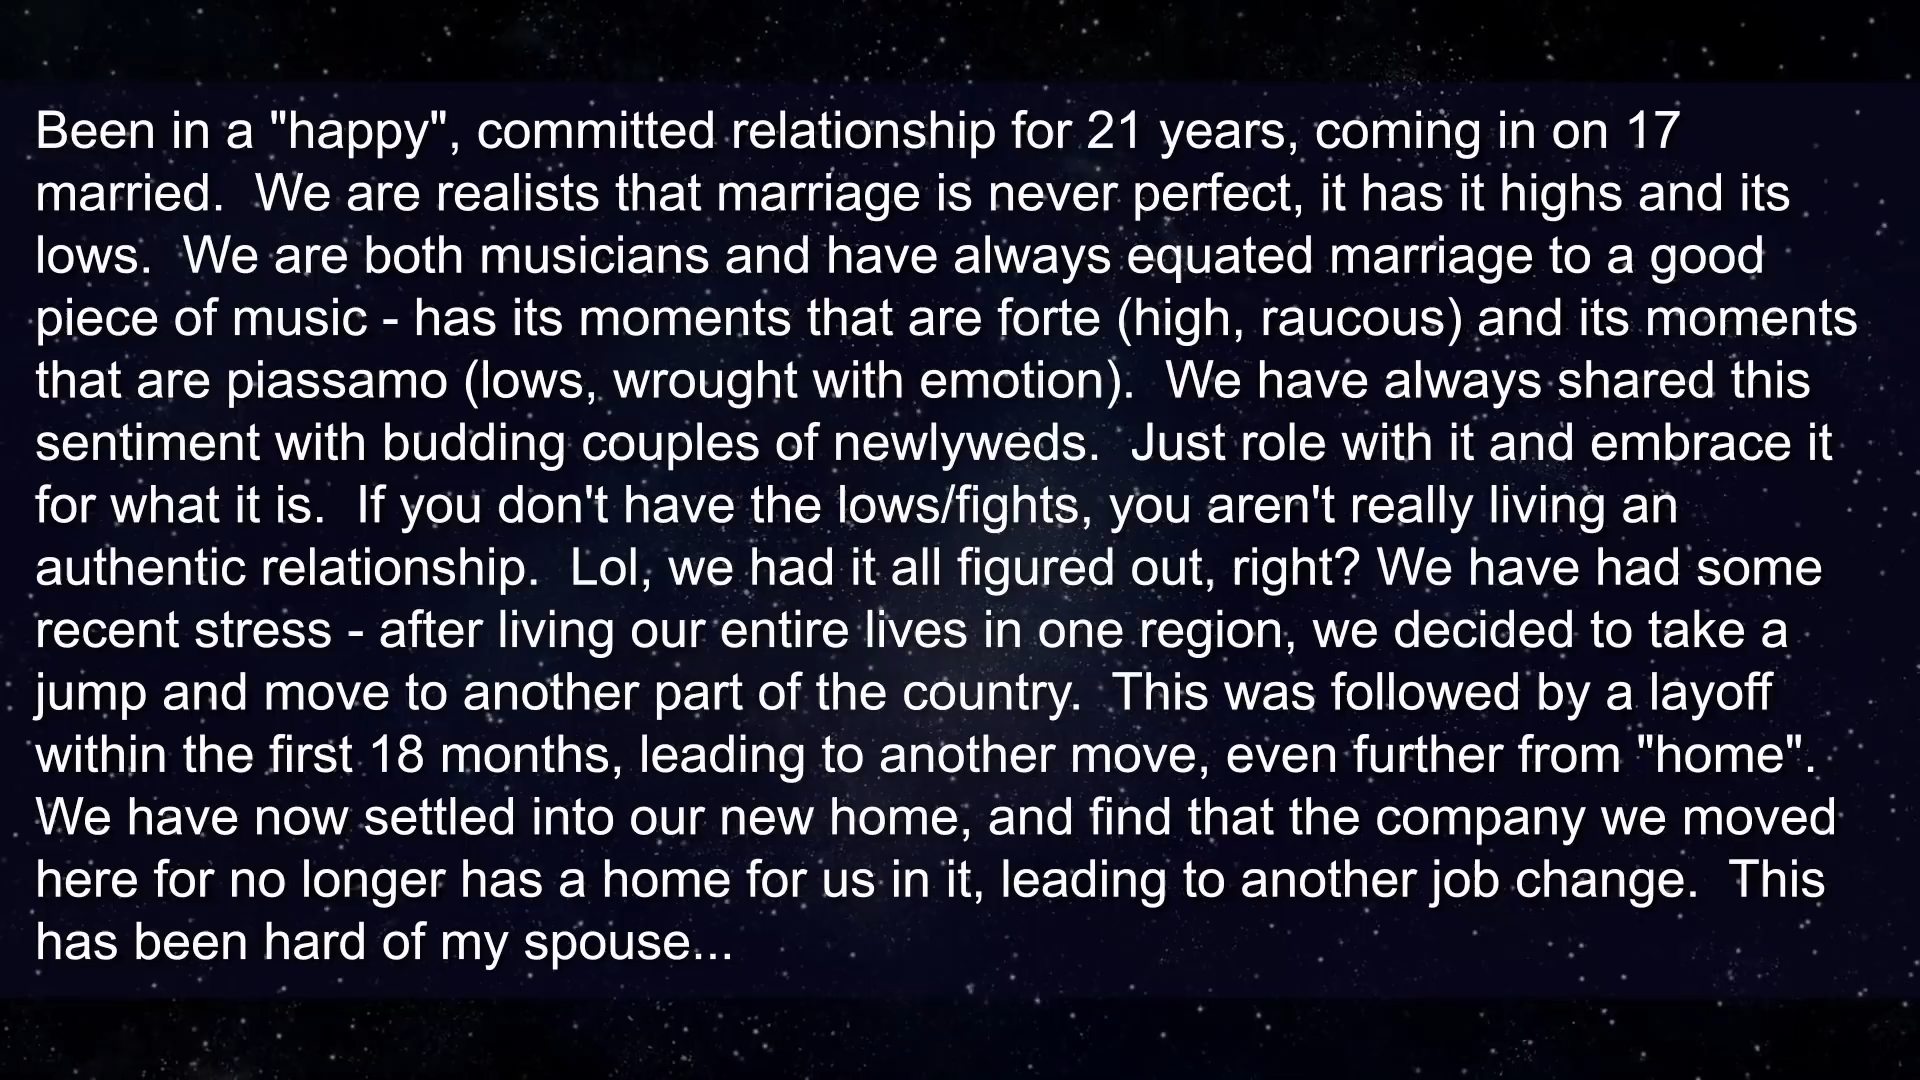 Been in a "happy", committed relationship for 21 years, coming in on 17
married.  We are realists that marriage is never perfect, it has it highs and its
lows.  We are both musicians and have always equated marriage to a good
piece of music - has its moments that are forte (high, raucous) and its moments
that are piassamo (lows, wrought with emotion).  We have always shared this
sentiment with budding couples of newlyweds.  Just role with it and embrace it
for what it is.  If you don't have the lows/fights, you aren't really living an
authentic relationship.  Lol, we had it all figured out, right? We have had some
recent stress - after living our entire lives in one region, we decided to take a
jump and move to another part of the country.  This was followed by a layoff
within the first 18 months, leading to another move, even further from "home".
We have now settled into our new home, and find that the company we moved
here for no longer has a home for us in it, leading to another job change.  This
has been hard of my spouse...